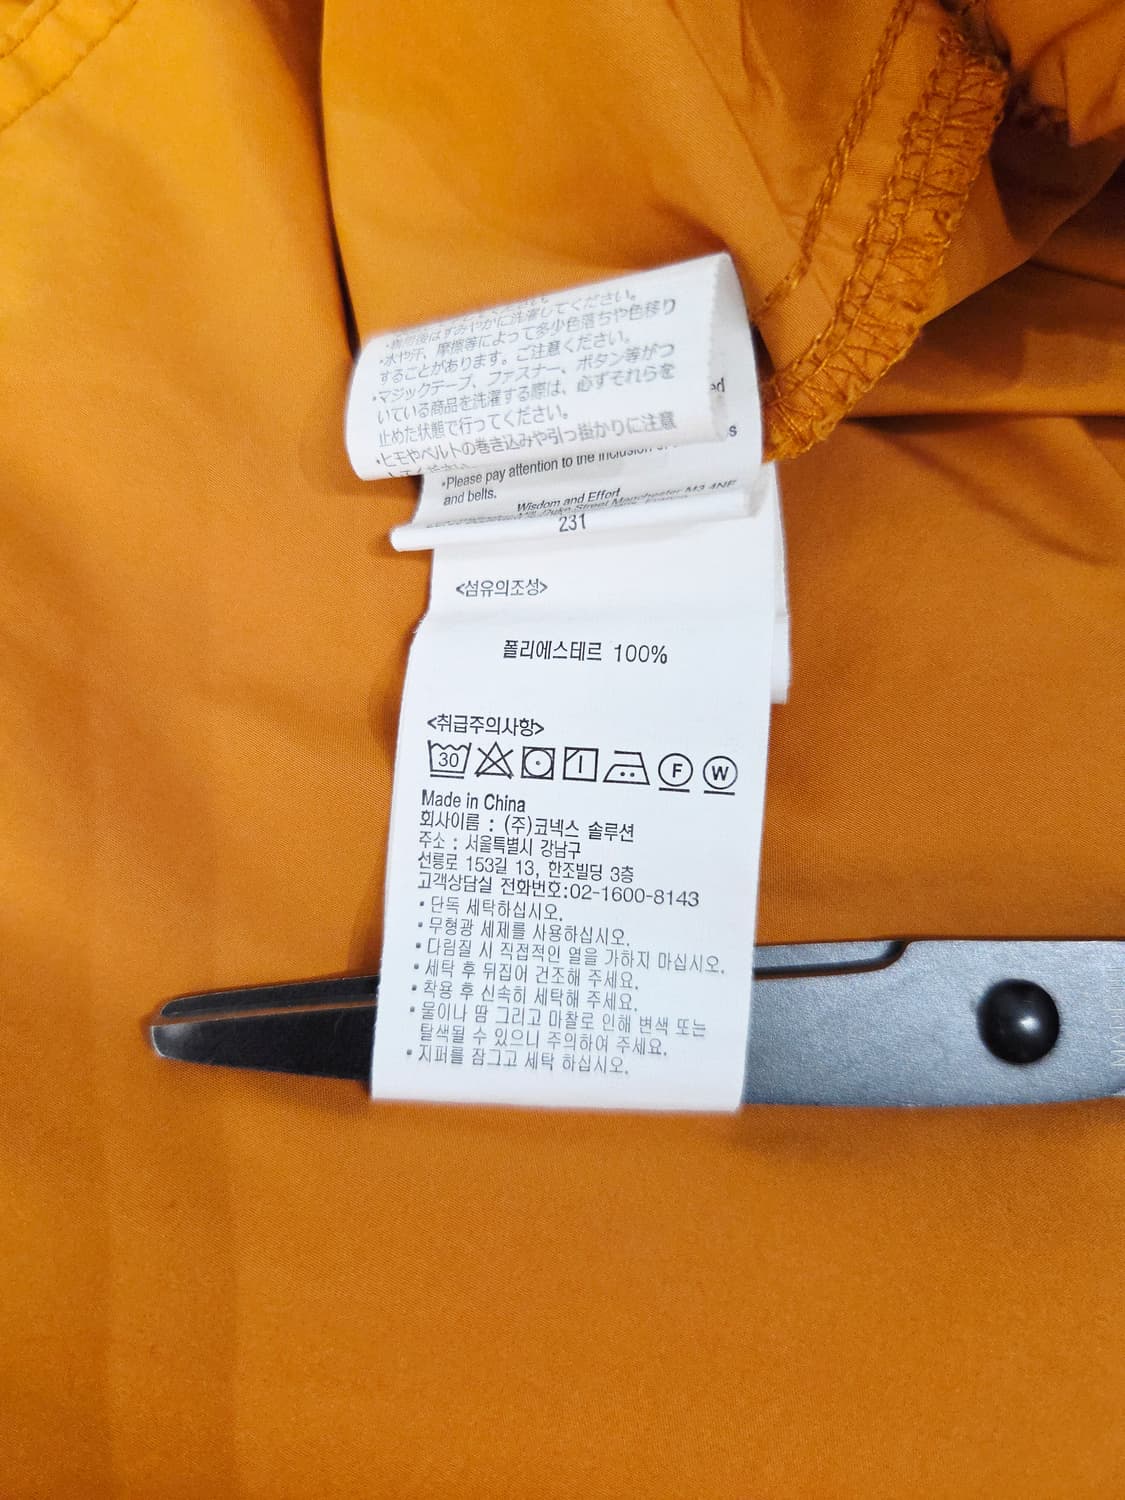 ・着用後はすみやかに洗濯してください。
・水や汗、摩擦等によって多少色落ちや色移り
することがあります。ご注意ください。
・マジックテープ、ファスナー、ボタン等がつ
いている商品を洗濯する際は、必ずそれらを
止めた状態で行ってください。
・ヒモやベルトの巻き込みや引っ掛かりに注意
・Please pay attention to the inclusion
and belts.
Wisdom and Effort
Duke Street Manchester M3 4NF
231
<섬유의조성>
폴리에스테르 100%
<취급주의사항>
30 F W
Made in China
회사이름 : (주)코넥스 솔루션
주소 : 서울특별시 강남구
선릉로 153길 13, 한조빌딩 3층
고객상담실 전화번호:02-1600-8143
・단독 세탁하십시오.
・무형광 세제를 사용하십시오.
・다림질 시 직접적인 열을 가하지 마십시오.
・세탁 후 뒤집어 건조해 주세요.
・착용 후 신속히 세탁해 주세요.
・물이나 땀 그리고 마찰로 인해 변색 또는
탈색될 수 있으니 주의하여 주세요.
・지퍼를 잠그고 세탁 하십시오.